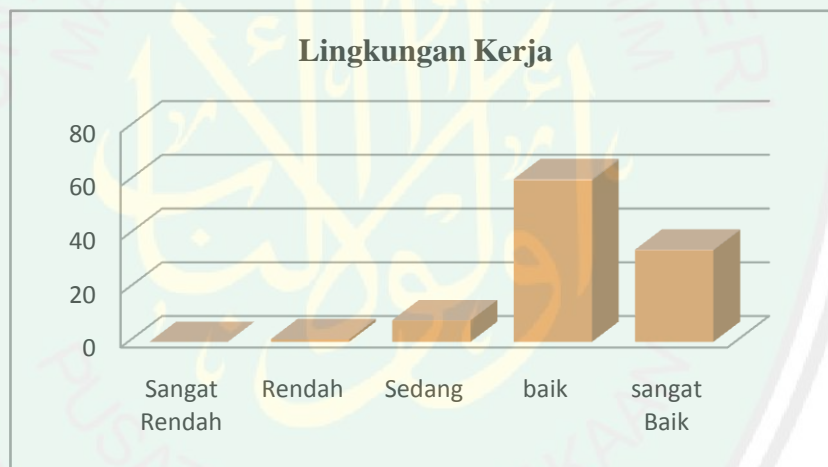 Lingkungan Kerja
80
60
40
20
0
Sangat Rendah
Rendah
Sedang
baik
sangat Baik